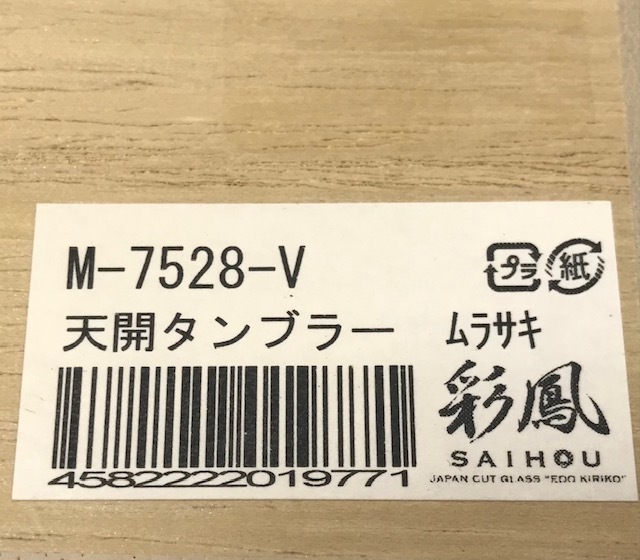 M-7528-V
プラ 紙
天開タンブラー ムラサキ
彩鳳
SAIHOU
JAPAN CUT GLASS "EDO KIRIKO"
4582222019771